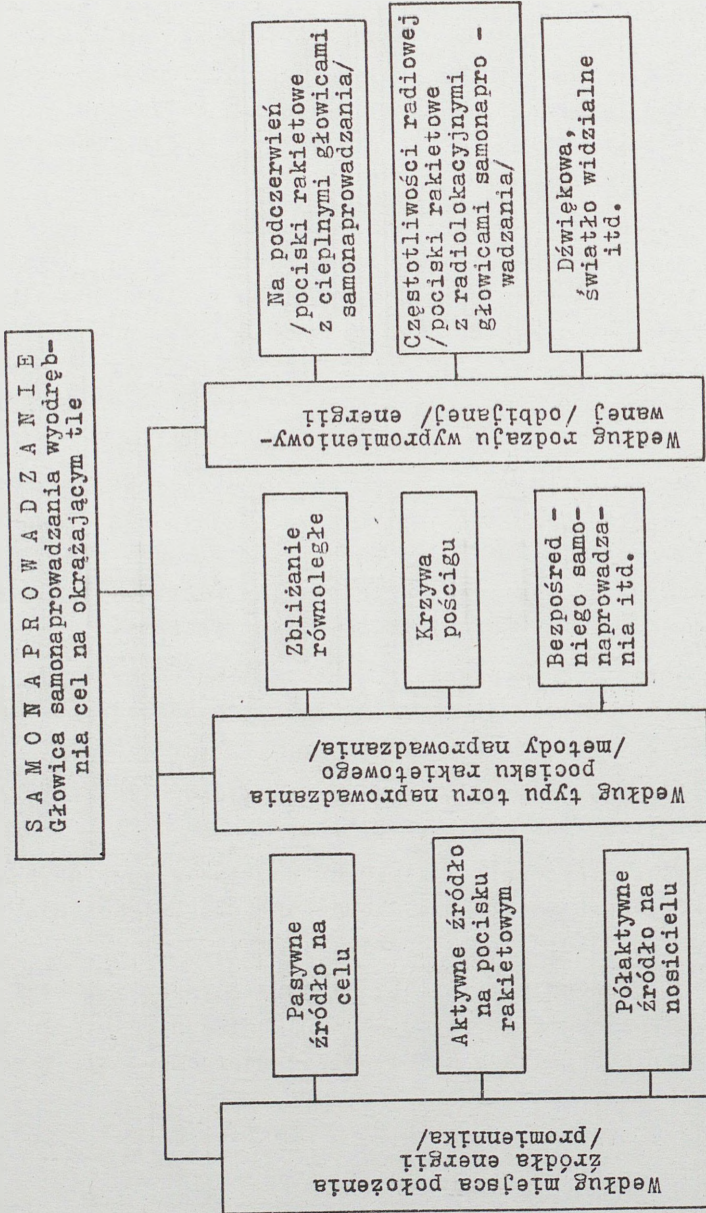 S A M O N A P R O W A D Z A N I E
Głowica samonaprowadzania wyodręb-
nia cel na okrążającym tle
Według miejsca położenia
źródła energii
/promiennika/
Pasywne
źródło na
celu
Aktywne źródło
na pocisku
rakietowym
Półaktywne
źródło na
nosicielu
Według typu toru naprowadzania
pocisku rakietowego
/metody naprowadzania/
Zbliżanie
równoległe
Krzywa
pościgu
Bezpośred -
niego samo-
naprowadza-
nia itd.
Według rodzaju wypromieniowy-
wanej /odbijanej/ energii
Na podczerwień
/pociski rakietowe
z cieplnymi głowicami
samonaprowadzania/
Częstotliwości radiowej
/pociski rakietowe
z radiolokacyjnymi
głowicami samonapro -
wadzania/
Dźwiękowa,
światło widzialne
itd.